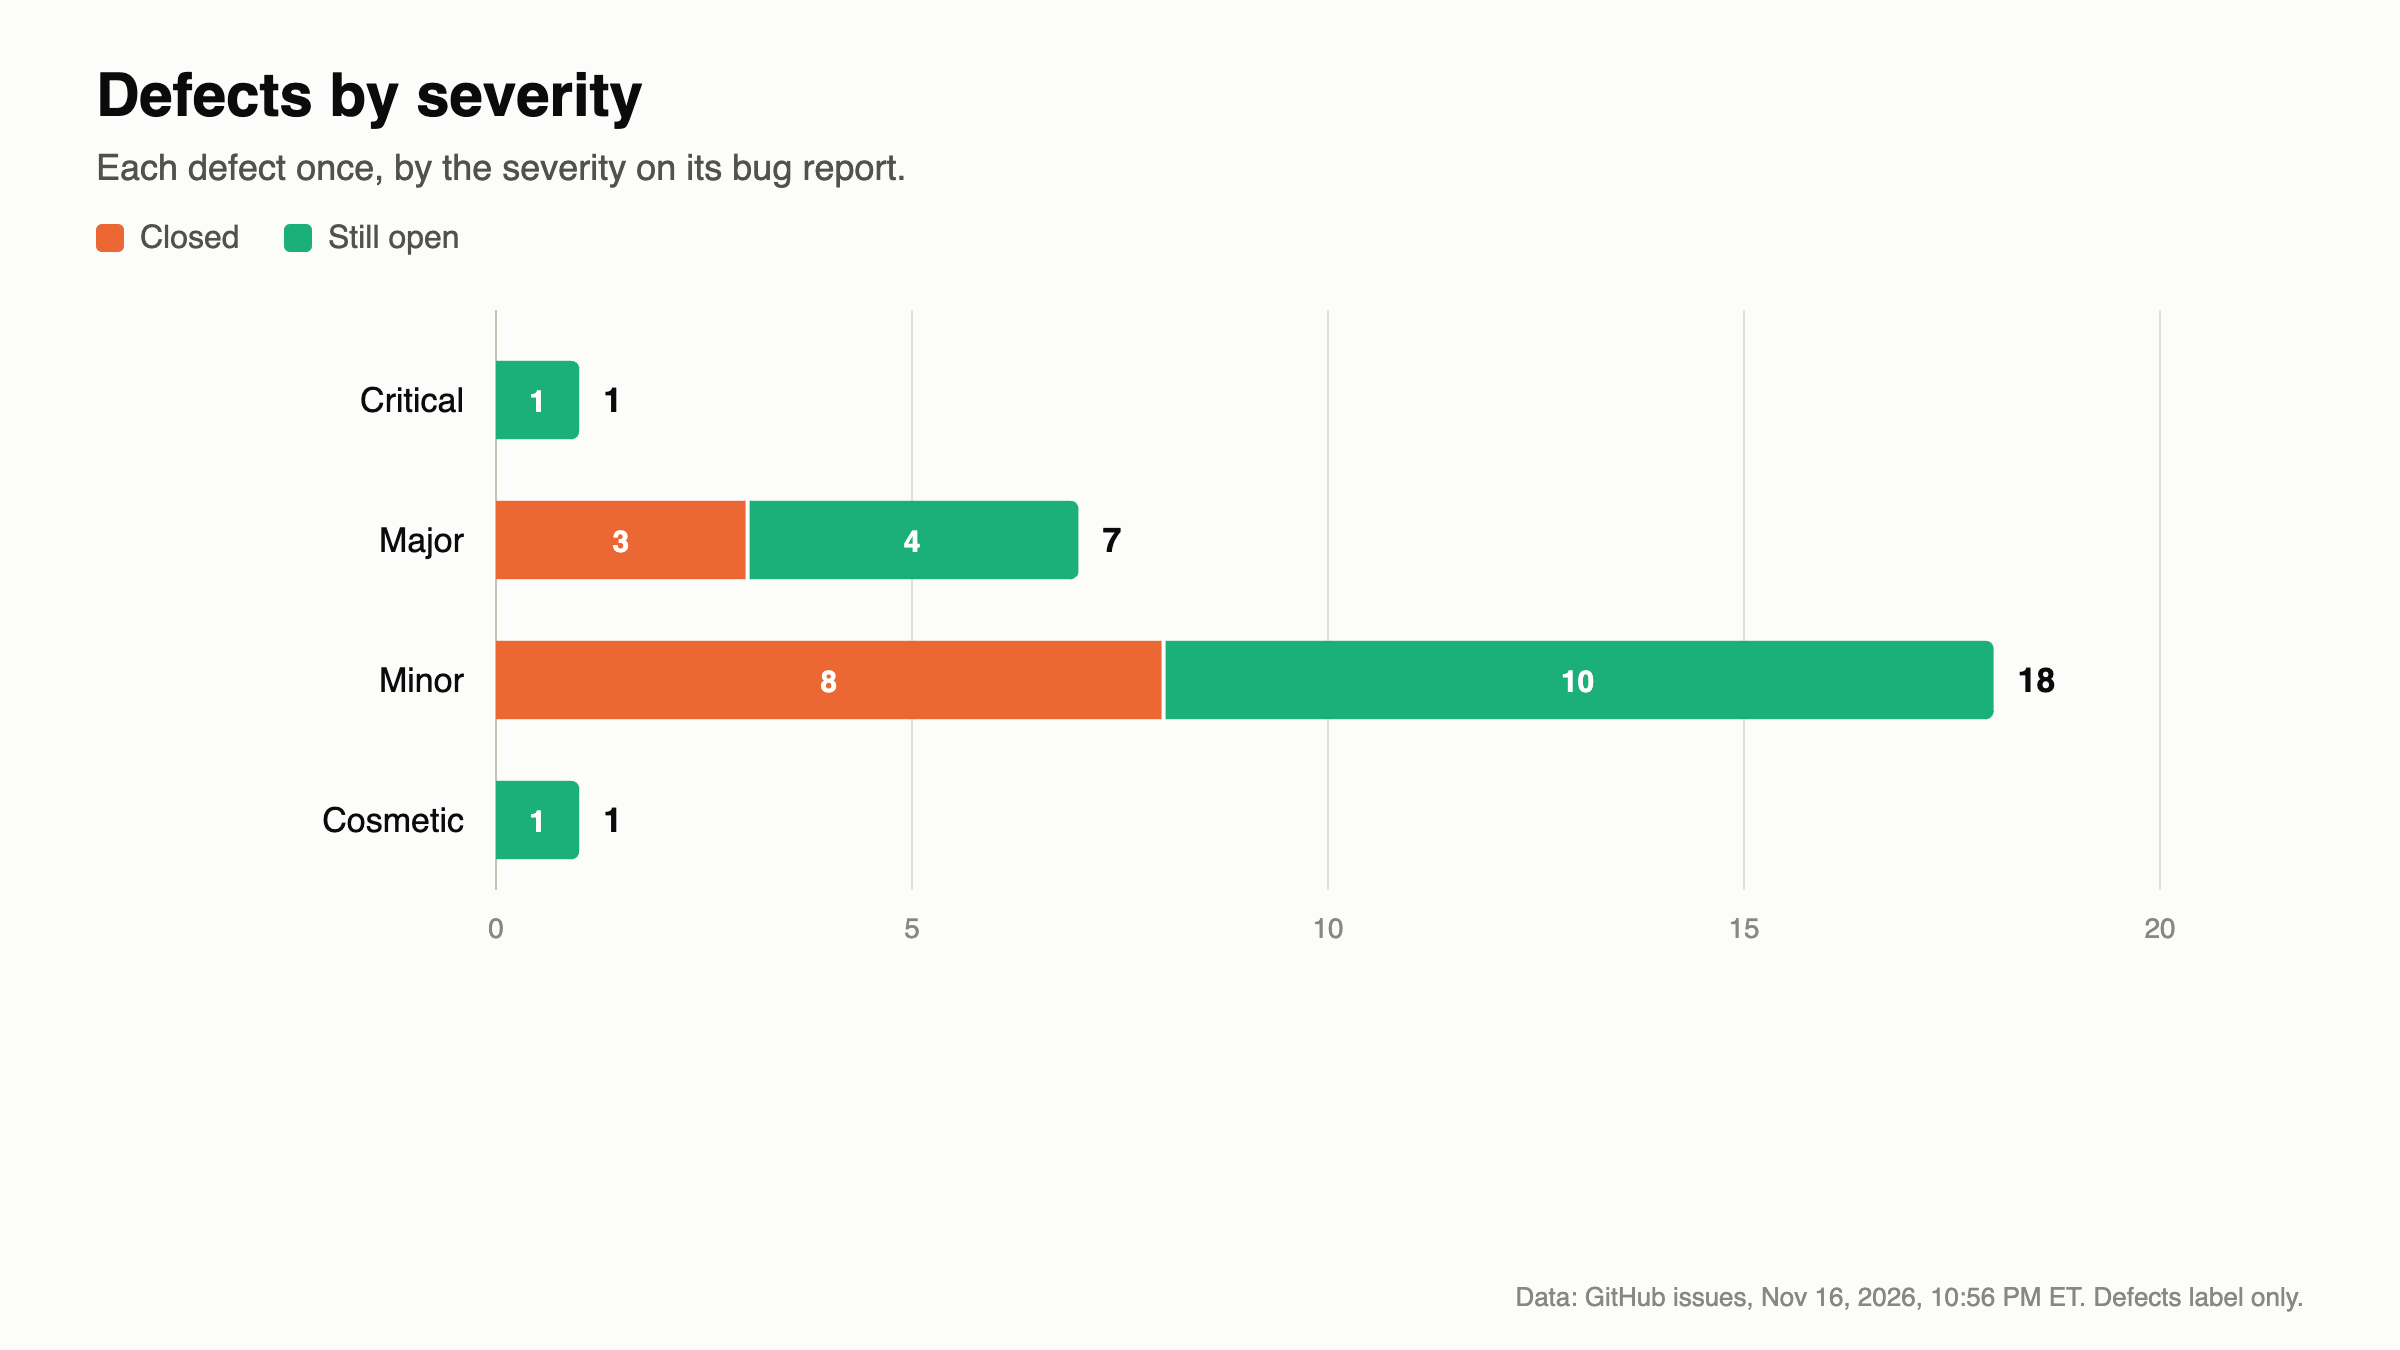 Defects by severity
Each defect once, by the severity on its bug report.
Closed Still open
Critical 1 1
Major 3 4 7
Minor 8 10 18
Cosmetic 1 1
0 5 10 15 20
Data: GitHub issues, Nov 16, 2026, 10:56 PM ET. Defects label only.